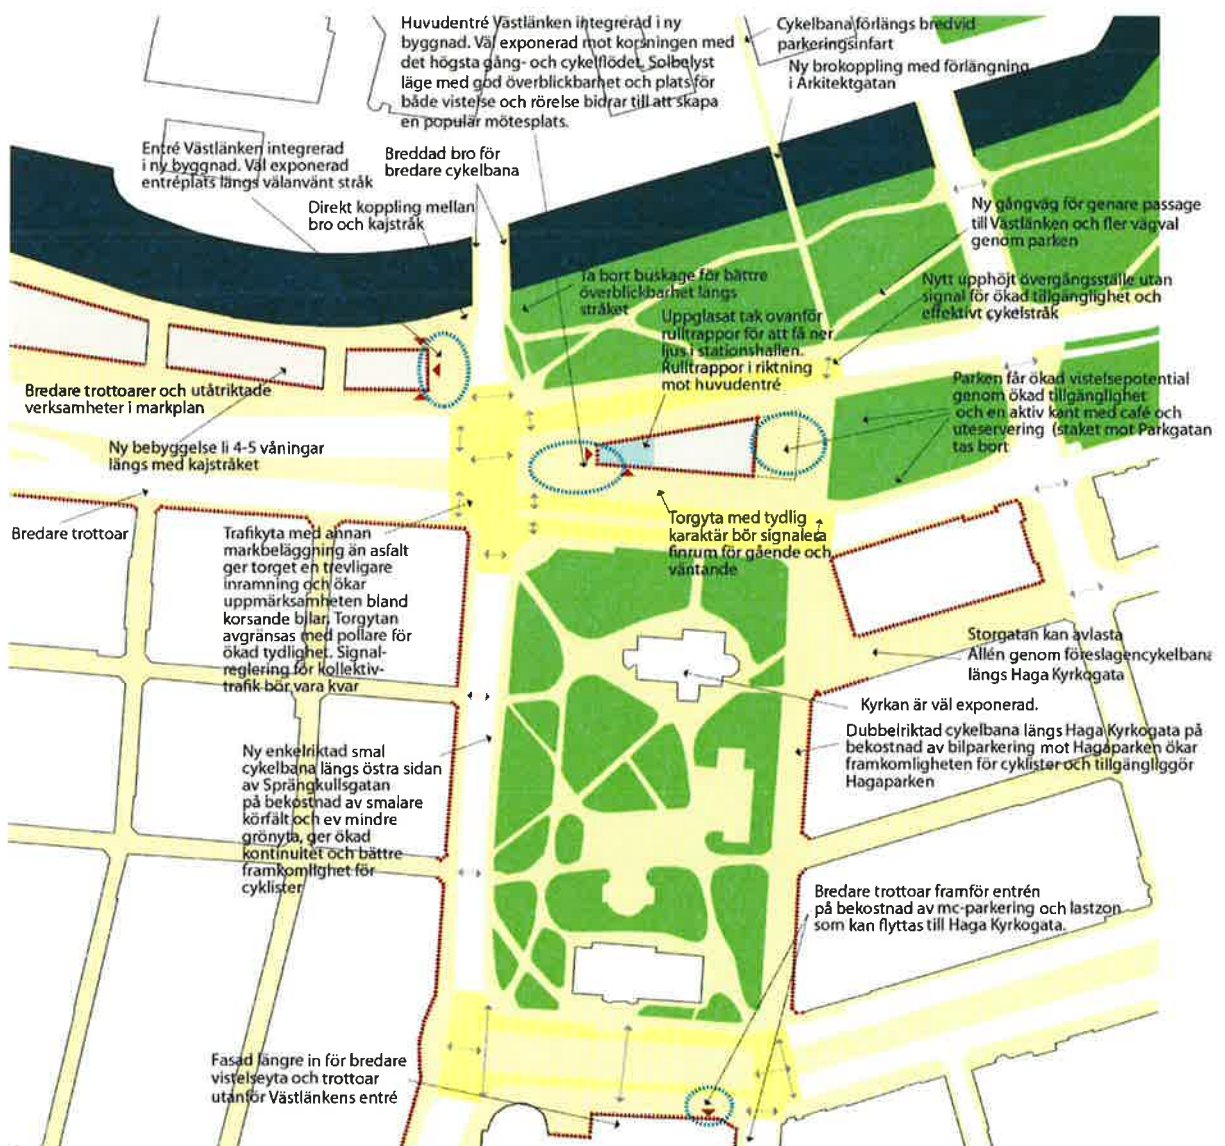 Huvudentré Västlänken integrerad i ny
byggnad. Väl exponerad mot korsningen med
det högsta gång- och cykelflödet. Solbelyst
läge med god överblickbarhet och plats för
både vistelse och rörelse bidrar till att skapa
en populär mötesplats.
Cykelbana förlängs bredvid
parkeringsinfart
Ny brokoppling med förlängning
i Arkitektgatan
Entré Västlänken integrerad
i ny byggnad. Väl exponerad
entréplats längs välanvänt stråk
Breddad bro för
bredare cykelbana
Direkt koppling mellan
bro och kajstråk
Ny gångväg för genare passage
till Västlänken och fler vägval
genom parken
Ta bort buskage för bättre
överblickbarhet längs
stråket
Nytt upphöjt övergångsställe utan
signal för ökad tillgänglighet och
effektivt cykelstråk
Uppglasat tak ovanför
rulltrappor för att få ner
ljus i stationshallen.
Rulltrappor i riktning
mot huvudentré
Bredare trottoarer och utåtriktade
verksamheter i markplan
Parken får ökad vistelsepotential
genom ökad tillgänglighet
och en aktiv kant med café och
uteservering (staket mot Parkgatan
tas bort
Ny bebyggelse li 4-5 våningar
längs med kajstråket
Bredare trottoar
Trafikyta med annan
markbeläggning än asfalt
ger torget en trevligare
inramning och ökar
uppmärksamheten bland
korsande bilar. Torgytan
avgränsas med pollare för
ökad tydlighet. Signal-
reglering för kollektiv-
trafik bör vara kvar
Torgyta med tydlig
karaktär bör signalera
finrum för gående och
väntande
Storgatan kan avlasta
Allén genom föreslagencykelbana
längs Haga Kyrkogata
Kyrkan är väl exponerad.
Dubbelriktad cykelbana längs Haga Kyrkogata på
bekostnad av bilparkering mot Hagaparken ökar
framkomligheten för cyklister och tillgängliggör
Hagaparken
Ny enkelriktad smal
cykelbana längs östra sidan
av Sprängkullsgatan
på bekostnad av smalare
körfält och ev mindre
grönyta, ger ökad
kontinuitet och bättre
framkomlighet för
cyklister
Bredare trottoar framför entrén
på bekostnad av mc-parkering och lastzon
som kan flyttas till Haga Kyrkogata.
Fasad längre in för bredare
vistelseyta och trottoar
utanför Västlänkens entré